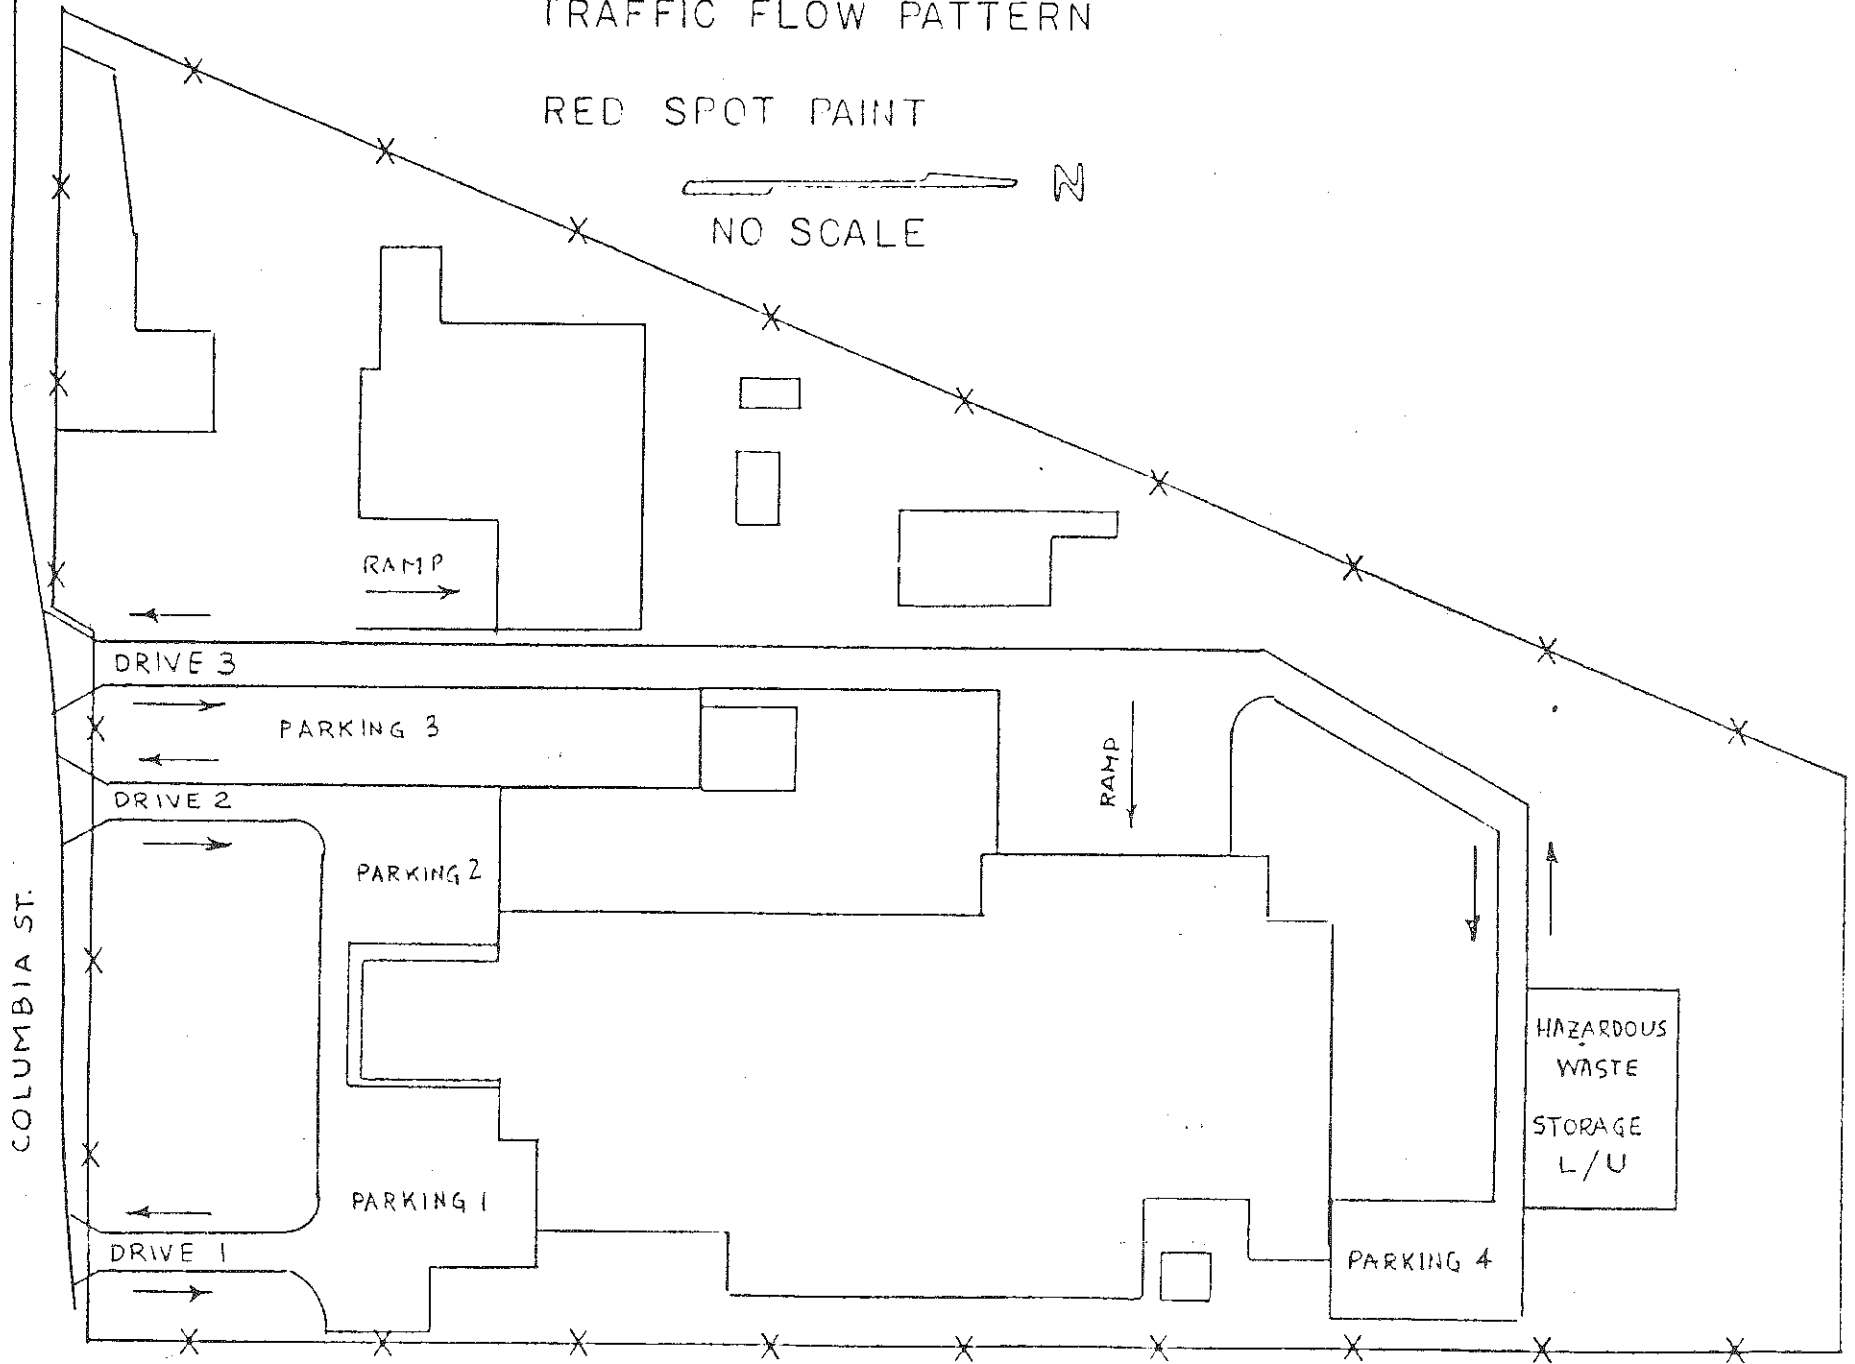 TRAFFIC FLOW PATTERN
RED SPOT PAINT
N
NO SCALE
RAMP
DRIVE 3
PARKING 3
RAMP
DRIVE 2
PARKING 2
COLUMBIA ST.
HAZARDOUS
WASTE
STORAGE
L/U
PARKING 1
DRIVE 1
PARKING 4